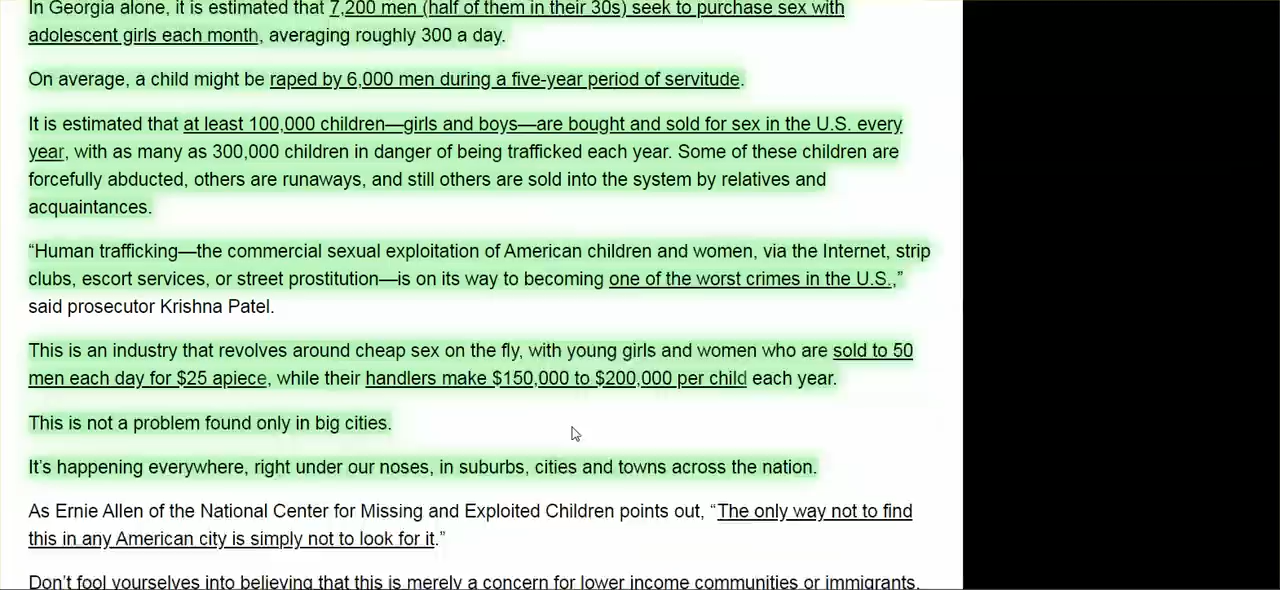 In Georgia alone, it is estimated that 7,200 men (half of them in their 30s) seek to purchase sex with
adolescent girls each month, averaging roughly 300 a day.
On average, a child might be raped by 6,000 men during a five-year period of servitude.
It is estimated that at least 100,000 children—girls and boys—are bought and sold for sex in the U.S. every
year, with as many as 300,000 children in danger of being trafficked each year. Some of these children are
forcefully abducted, others are runaways, and still others are sold into the system by relatives and
acquaintances.
“Human trafficking—the commercial sexual exploitation of American children and women, via the Internet, strip
clubs, escort services, or street prostitution—is on its way to becoming one of the worst crimes in the U.S.,”
said prosecutor Krishna Patel.
This is an industry that revolves around cheap sex on the fly, with young girls and women who are sold to 50
men each day for $25 apiece, while their handlers make $150,000 to $200,000 per child each year.
This is not a problem found only in big cities.
It’s happening everywhere, right under our noses, in suburbs, cities and towns across the nation.
As Ernie Allen of the National Center for Missing and Exploited Children points out, “The only way not to find
this in any American city is simply not to look for it.”
Don’t fool yourselves into believing that this is merely a concern for lower income communities or immigrants.